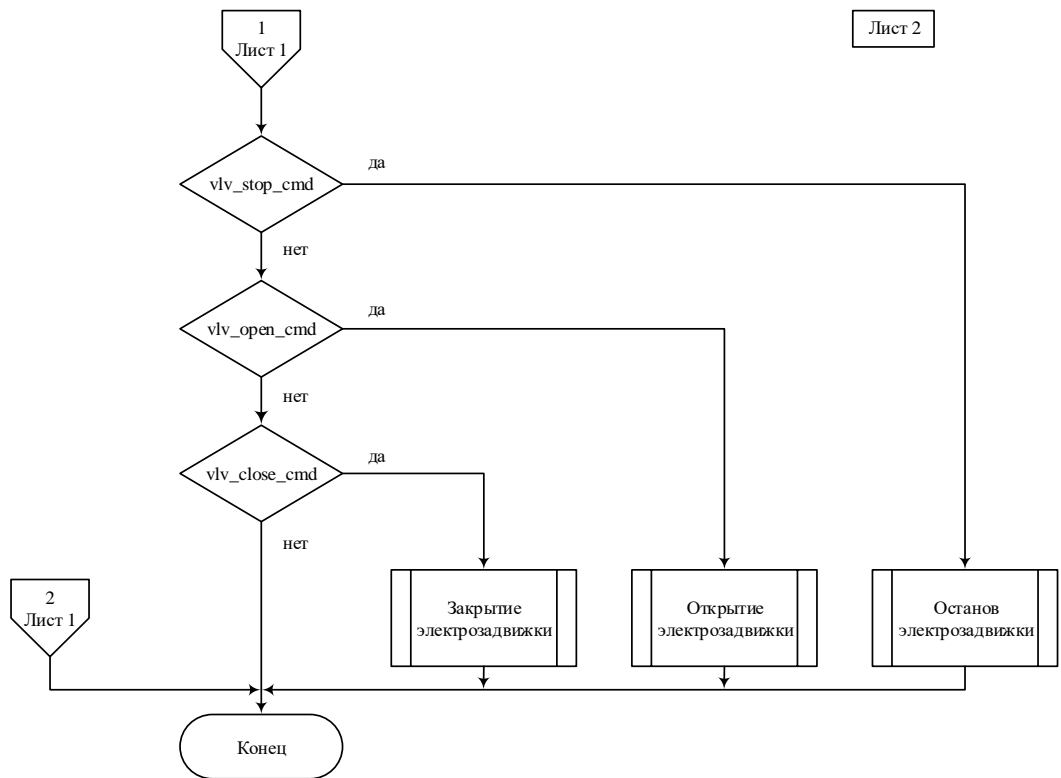 1
Лист 1
Лист 2
да
vlv_stop_cmd
нет
да
vlv_open_cmd
нет
да
vlv_close_cmd
нет
2
Лист 1
Закрытие
электрозадвижки
Открытие
электрозадвижки
Останов
электрозадвижки
Конец